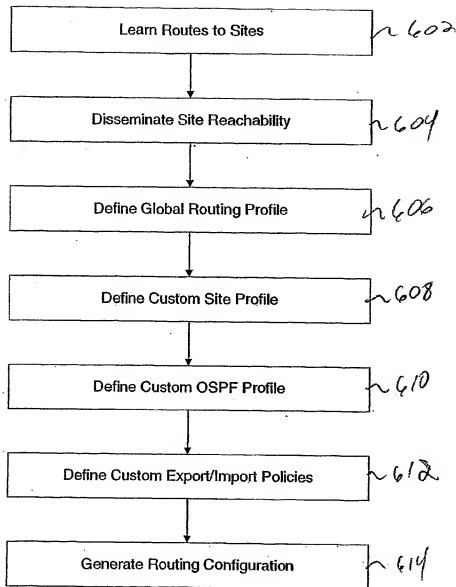 Learn Routes to Sites 602
Disseminate Site Reachability 604
Define Global Routing Profile 606
Define Custom Site Profile 608
Define Custom OSPF Profile 610
Define Custom Export/Import Policies 612
Generate Routing Configuration 614